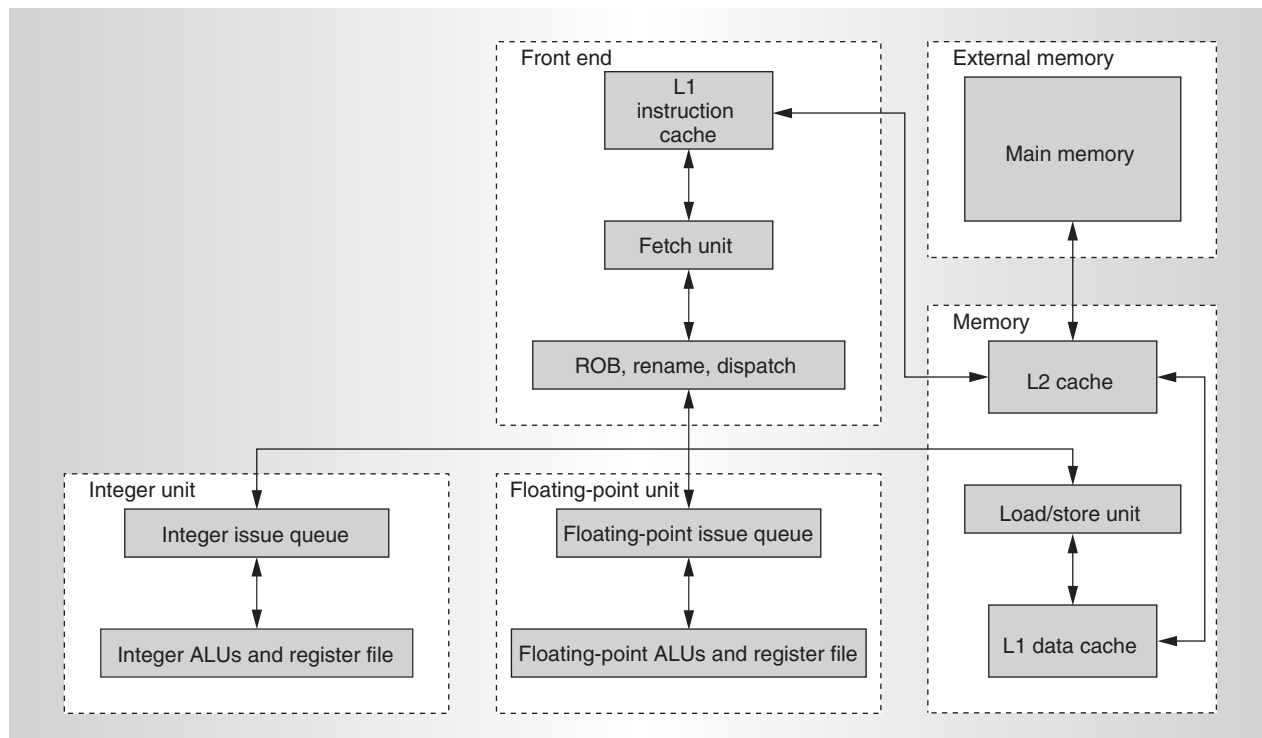 Front end
L1
instruction
cache
Fetch unit
ROB, rename, dispatch
External memory
Main memory
Memory
L2 cache
Load/store unit
L1 data cache
Integer unit
Integer issue queue
Integer ALUs and register file
Floating-point unit
Floating-point issue queue
Floating-point ALUs and register file